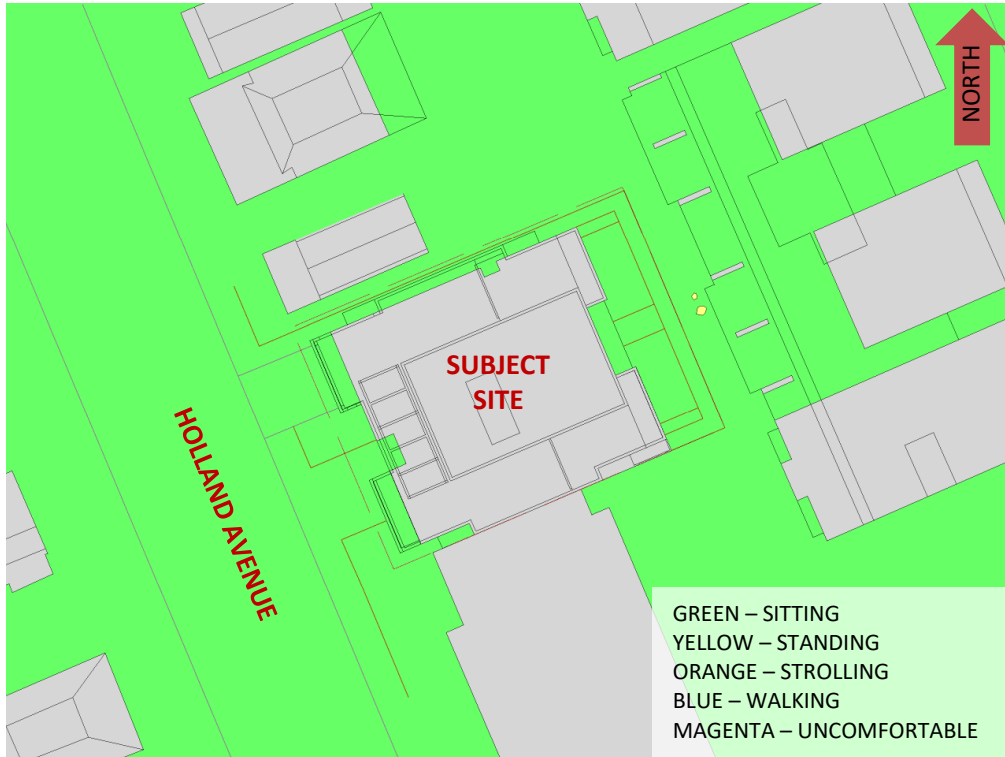 NORTH
SUBJECT
SITE
HOLLAND AVENUE
GREEN – SITTING
YELLOW – STANDING
ORANGE – STROLLING
BLUE – WALKING
MAGENTA – UNCOMFORTABLE